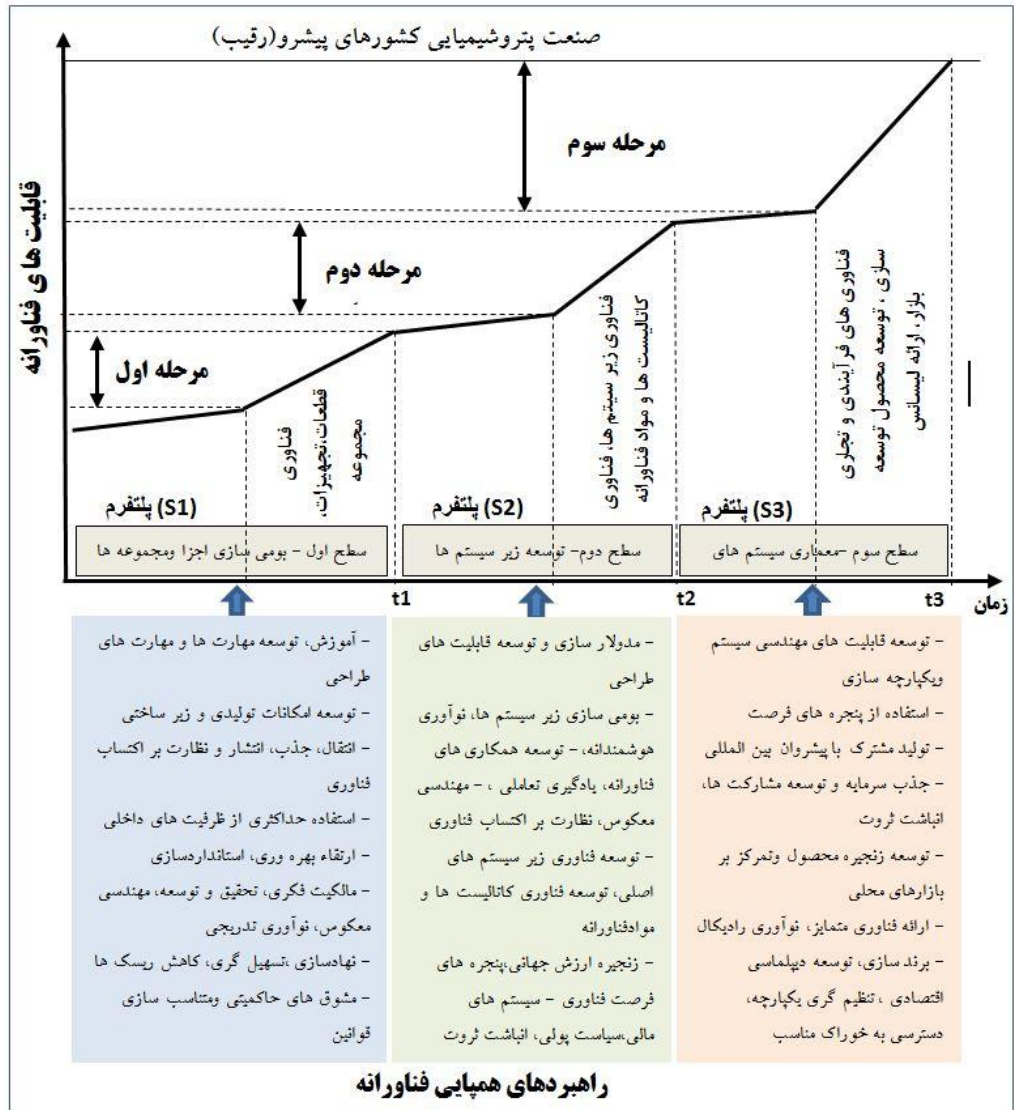 صنعت پتروشیمیایی کشورهای پیشرو(رقیب)
قابلیت های فناورانه
مرحله سوم
مرحله دوم
مرحله اول
فناوری
مجموعه
قطعات،تجهیزات،
فناوری زیر سیتم ها، فناوری
کاتالیست ها و مواد فناورانه
فناوری های فرآیندی و تجاری
سازی ، توسعه محصول توسعه
بازار، ارائه لیسانس
پلتفرم (S1)
پلتفرم (S2)
پلتفرم (S3)
سطح اول – بومی سازی اجزا ومجموعه ها
سطح دوم– توسعه زیر سیستم ها
سطح سوم –معماری سیستم های
t1
t2
t3
زمان
– آموزش، توسعه مهارت ها و مهارت های
طراحی
– توسعه امکانات تولیدی و زیر ساختی
– انتقال، جذب، انتشار و نظارت بر اکتساب
فناوری
– استفاده حداکثری از ظرفیت های داخلی
– ارتقاء بهره وری، استانداردسازی
– مالکیت فکری، تحقیق و توسعه، مهندسی
معکوس، نوآوری تدریجی
– نهادسازی ،تسهیل گری، کاهش ریسک ها
– مشوق های حاکمیتی ومتناسب سازی
قوانین
– مدولار سازی و توسعه قابلیت های
طراحی
– بومی سازی زیر سیستم ها، نوآوری
هوشمندانه، – توسعه همکاری های
فناورانه، یادگیری تعاملی ، – مهندسی
معکوس، نظارت بر اکتساب فناوری
– توسعه فناوری زیر سیستم های
اصلی، توسعه فناوری کاتالیست ها و
موادفناورانه
– زنجیره ارزش جهانی،پنجره های
فرصت فناوری – سیستم های
مالی،سیاست پولی، انباشت ثروت
– توسعه قابلیت های مهندسی سیستم
ویکپارچه سازی
– استفاده از پنجره های فرصت
– تولید مشترک با پیشروان بین المللی
– جذب سرمایه و توسعه مشارکت ها،
انباشت ثروت
– توسعه زنجیره محصول وتمرکز بر
بازارهای محلی
– ارائه فناوری متمایز، نوآوری رادیکال
– برند سازی، توسعه دیپلماسی
اقتصادی ، تنظیم گری یکپارچه،
دسترسی به خوراک مناسب
راهبردهای همپایی فناورانه